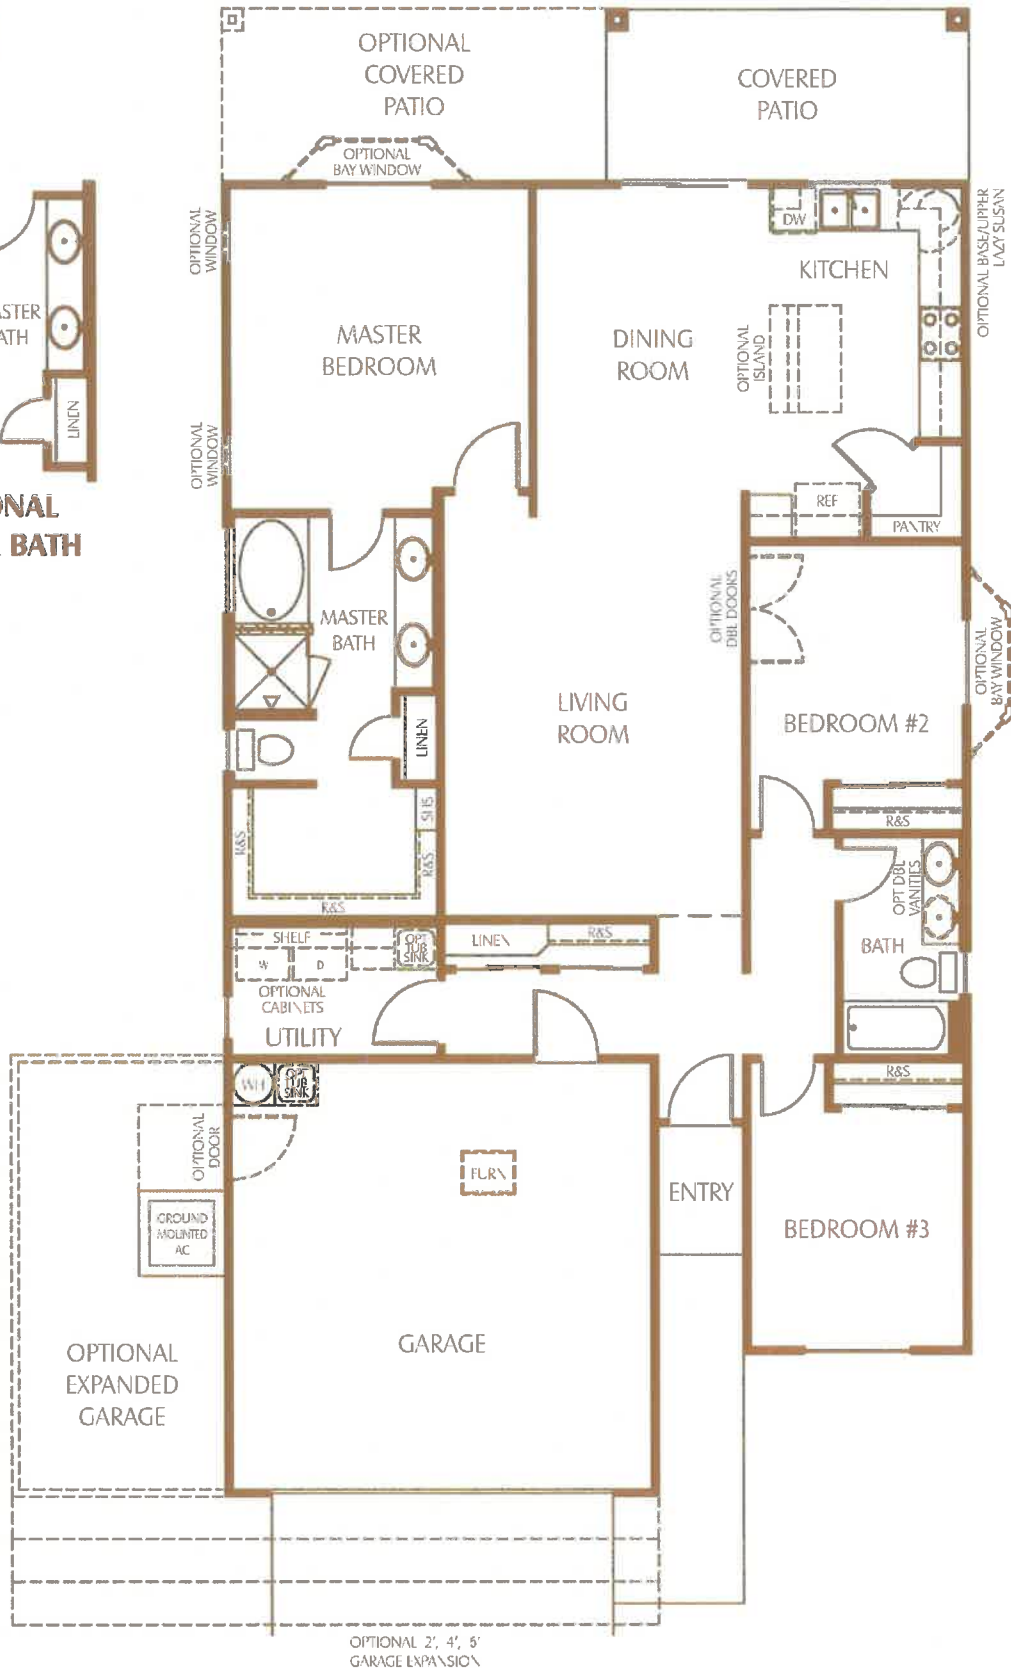 OPTIONAL
COVERED
PATIO
COVERED
PATIO
OPTIONAL
BAY WINDOW
OPTIONAL
WINDOW
DW
KITCHEN
OPTIONAL BASE/UPPER
LAZY SUSAN
MASTER
BEDROOM
DINING
ROOM
OPTIONAL
ISLAND
LINEN
OPTIONAL
WINDOW
REF
PANTRY
BATH
MASTER
BATH
OPTIONAL
DBL DOORS
OPTIONAL
BAY WINDOW
LIVING
ROOM
BEDROOM #2
LINEN
R&S
R&S
R&S
R&S
OPT DBL
VANITIES
BATH
SHELF
W
D
OPT
TUB
SINK
LINEN
R&S
OPTIONAL
CABINETS
UTILITY
WH
OPT
TUB
SINK
R&S
OPTIONAL
DOOR
FURN
ENTRY
BEDROOM #3
GROUND
MOUNTED
AC
GARAGE
OPTIONAL
EXPANDED
GARAGE
OPTIONAL 2', 4', 6'
GARAGE EXPANSION